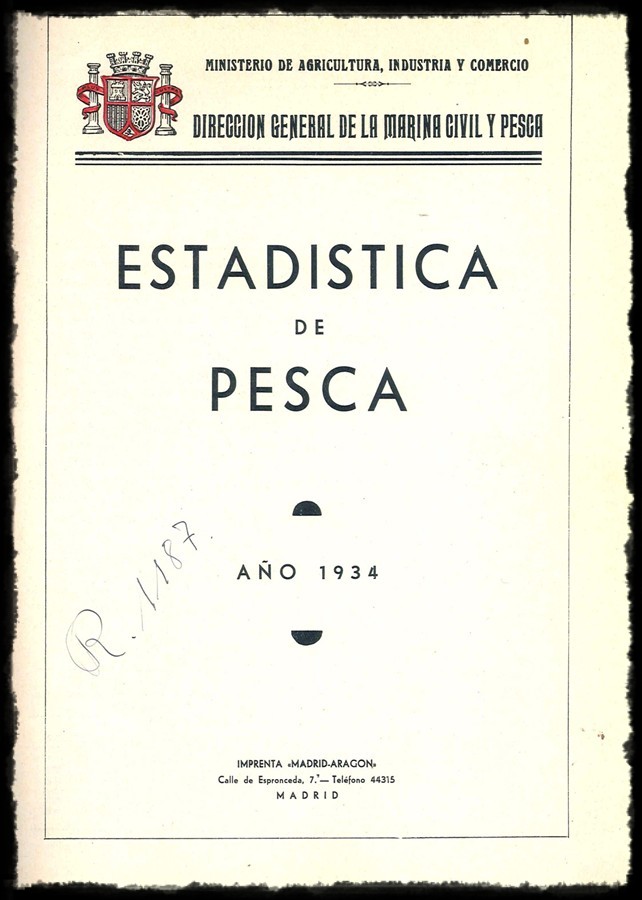 MINISTERIO DE AGRICULTURA, INDUSTRIA Y COMERCIO
DIRECCION GENERAL DE LA MARINA CIVIL Y PESCA
ESTADISTICA
DE
PESCA
R. 1187.
AÑO 1934
IMPRENTA «MADRID-ARAGON»
Calle de Espronceda, 7.—Teléfono 44315
MADRID